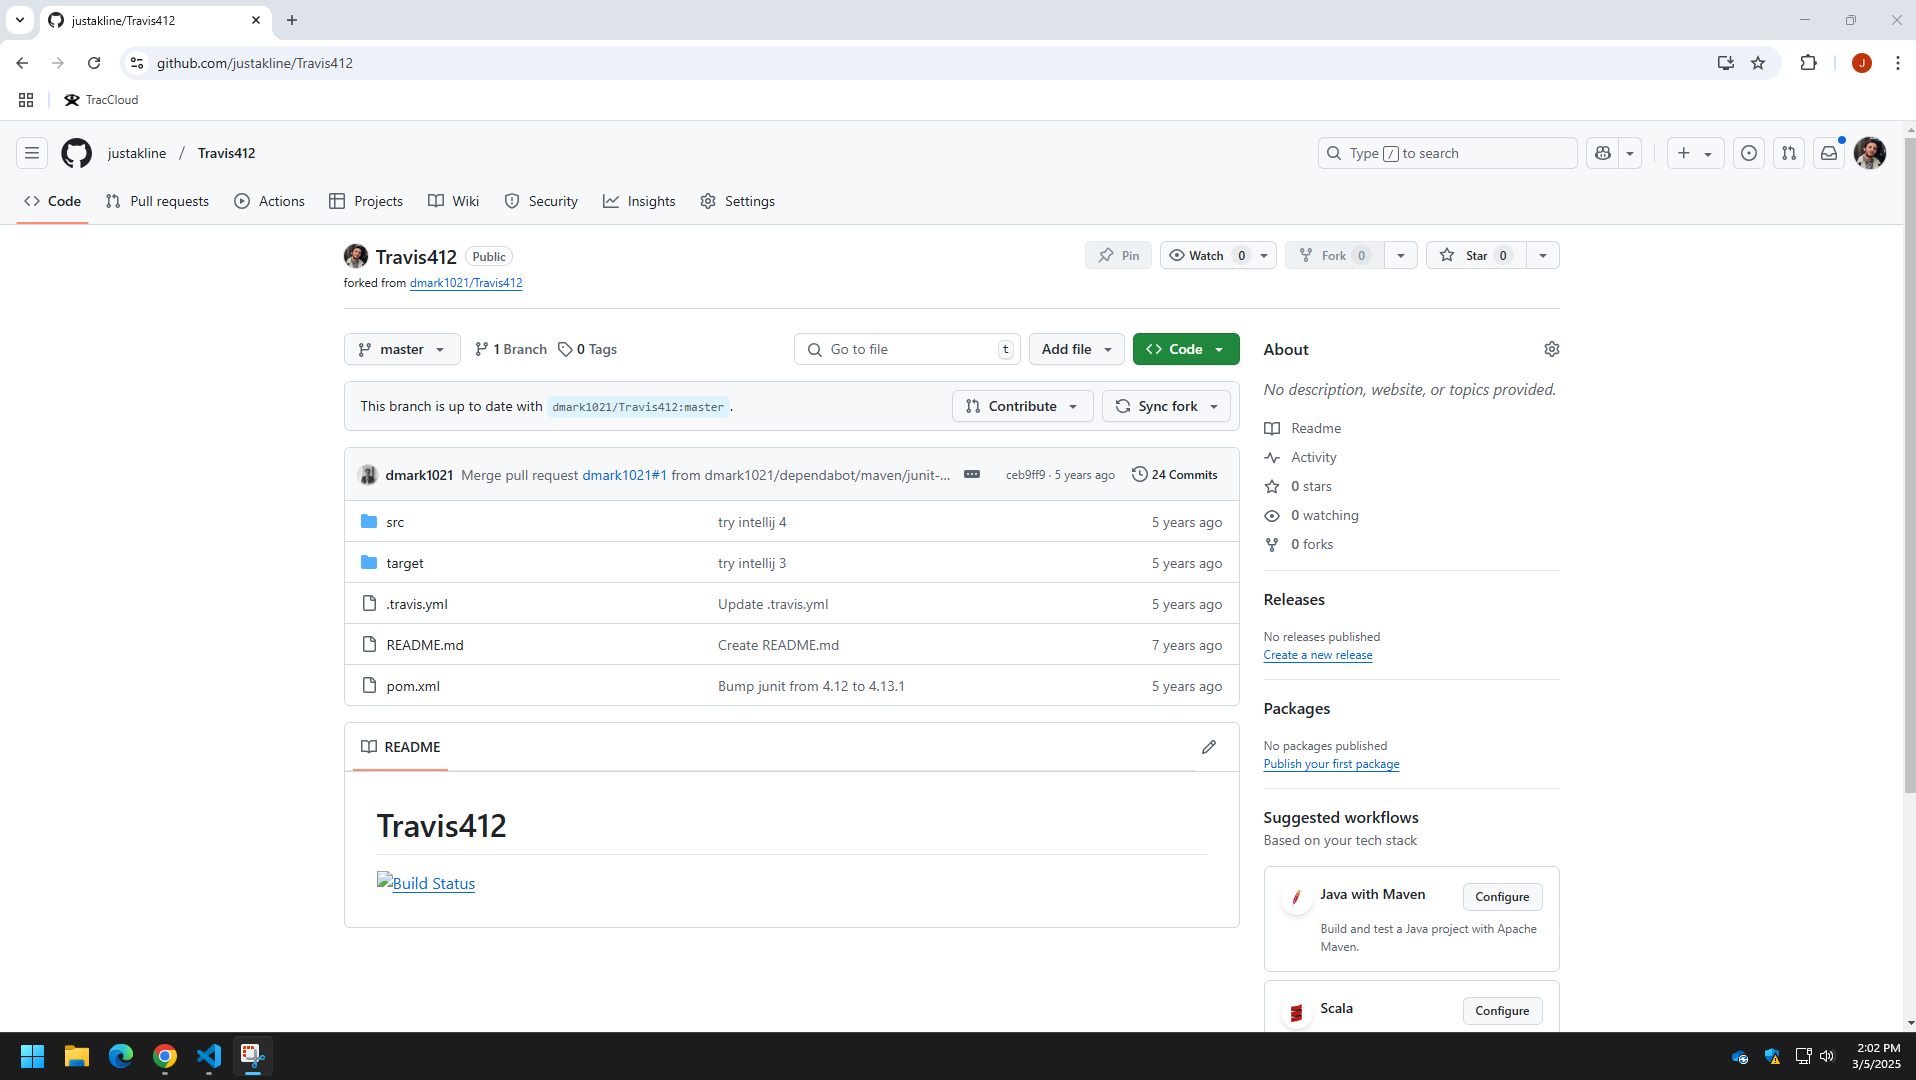 justakline/Travis412
github.com/justakline/Travis412
J
TracCloud
justakline / Travis412
Type / to search
Code
Pull requests
Actions
Projects
Wiki
Security
Insights
Settings
Travis412 Public
Pin
Watch 0
Fork 0
Star 0
forked from dmark1021/Travis412
master
1 Branch
0 Tags
Go to file t
Add file
Code
This branch is up to date with dmark1021/Travis412:master .
Contribute
Sync fork
dmark1021 Merge pull request dmark1021#1 from dmark1021/dependabot/maven/junit-... ceb9ff9 · 5 years ago 24 Commits
src try intellij 4 5 years ago
target try intellij 3 5 years ago
.travis.yml Update .travis.yml 5 years ago
README.md Create README.md 7 years ago
pom.xml Bump junit from 4.12 to 4.13.1 5 years ago
README
Travis412
Build Status
About
No description, website, or topics provided.
Readme
Activity
0 stars
0 watching
0 forks
Releases
No releases published
Create a new release
Packages
No packages published
Publish your first package
Suggested workflows
Based on your tech stack
Java with Maven
Configure
Build and test a Java project with Apache
Maven.
Scala
Configure
2:02 PM
3/5/2025